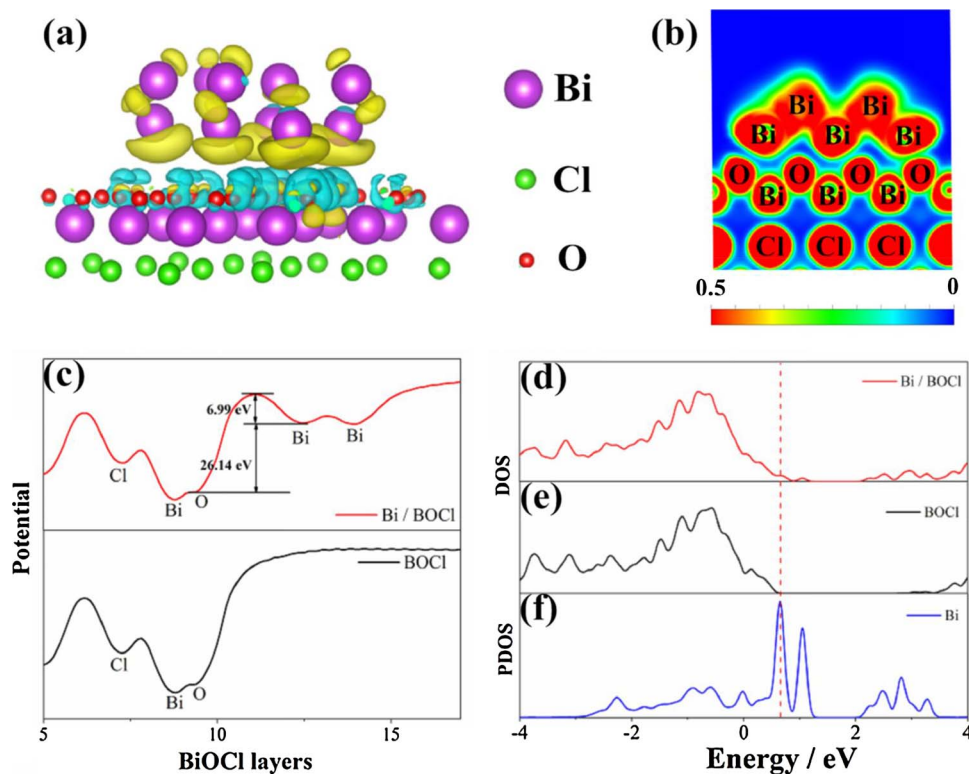 (a)
Bi
Cl
O
(b)
Bi Bi
Bi Bi Bi
O O O O
Bi Bi Bi
Cl Cl Cl
0.5 0
(c)
6.99 eV
26.14 eV
Cl
Bi O
Bi Bi
Bi / BOCl
BOCl
Cl
Bi O
Potential
5 10 15
BiOCl layers
(d)
Bi / BOCl
DOS
(e)
BOCl
(f)
Bi
PDOS
-4 -2 0 2 4
Energy / eV